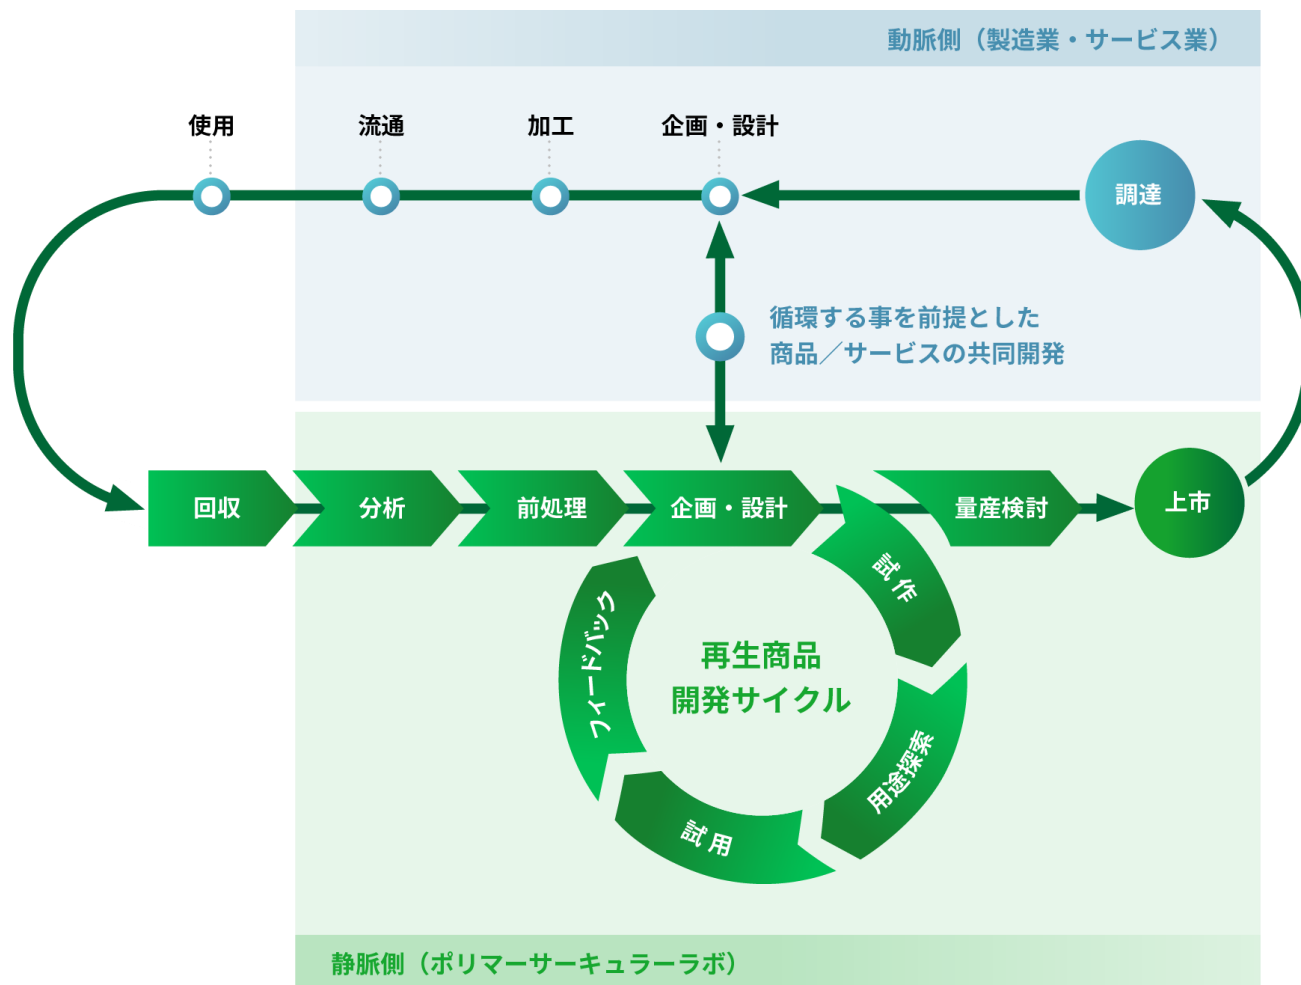 動脈側（製造業・サービス業）
使用
流通
加工
企画・設計
調達
循環する事を前提とした
商品／サービスの共同開発
回収
分析
前処理
企画・設計
量産検討
上市
試作
用途探索
試用
フィードバック
再生商品
開発サイクル
静脈側（ポリマーサーキュラーラボ）